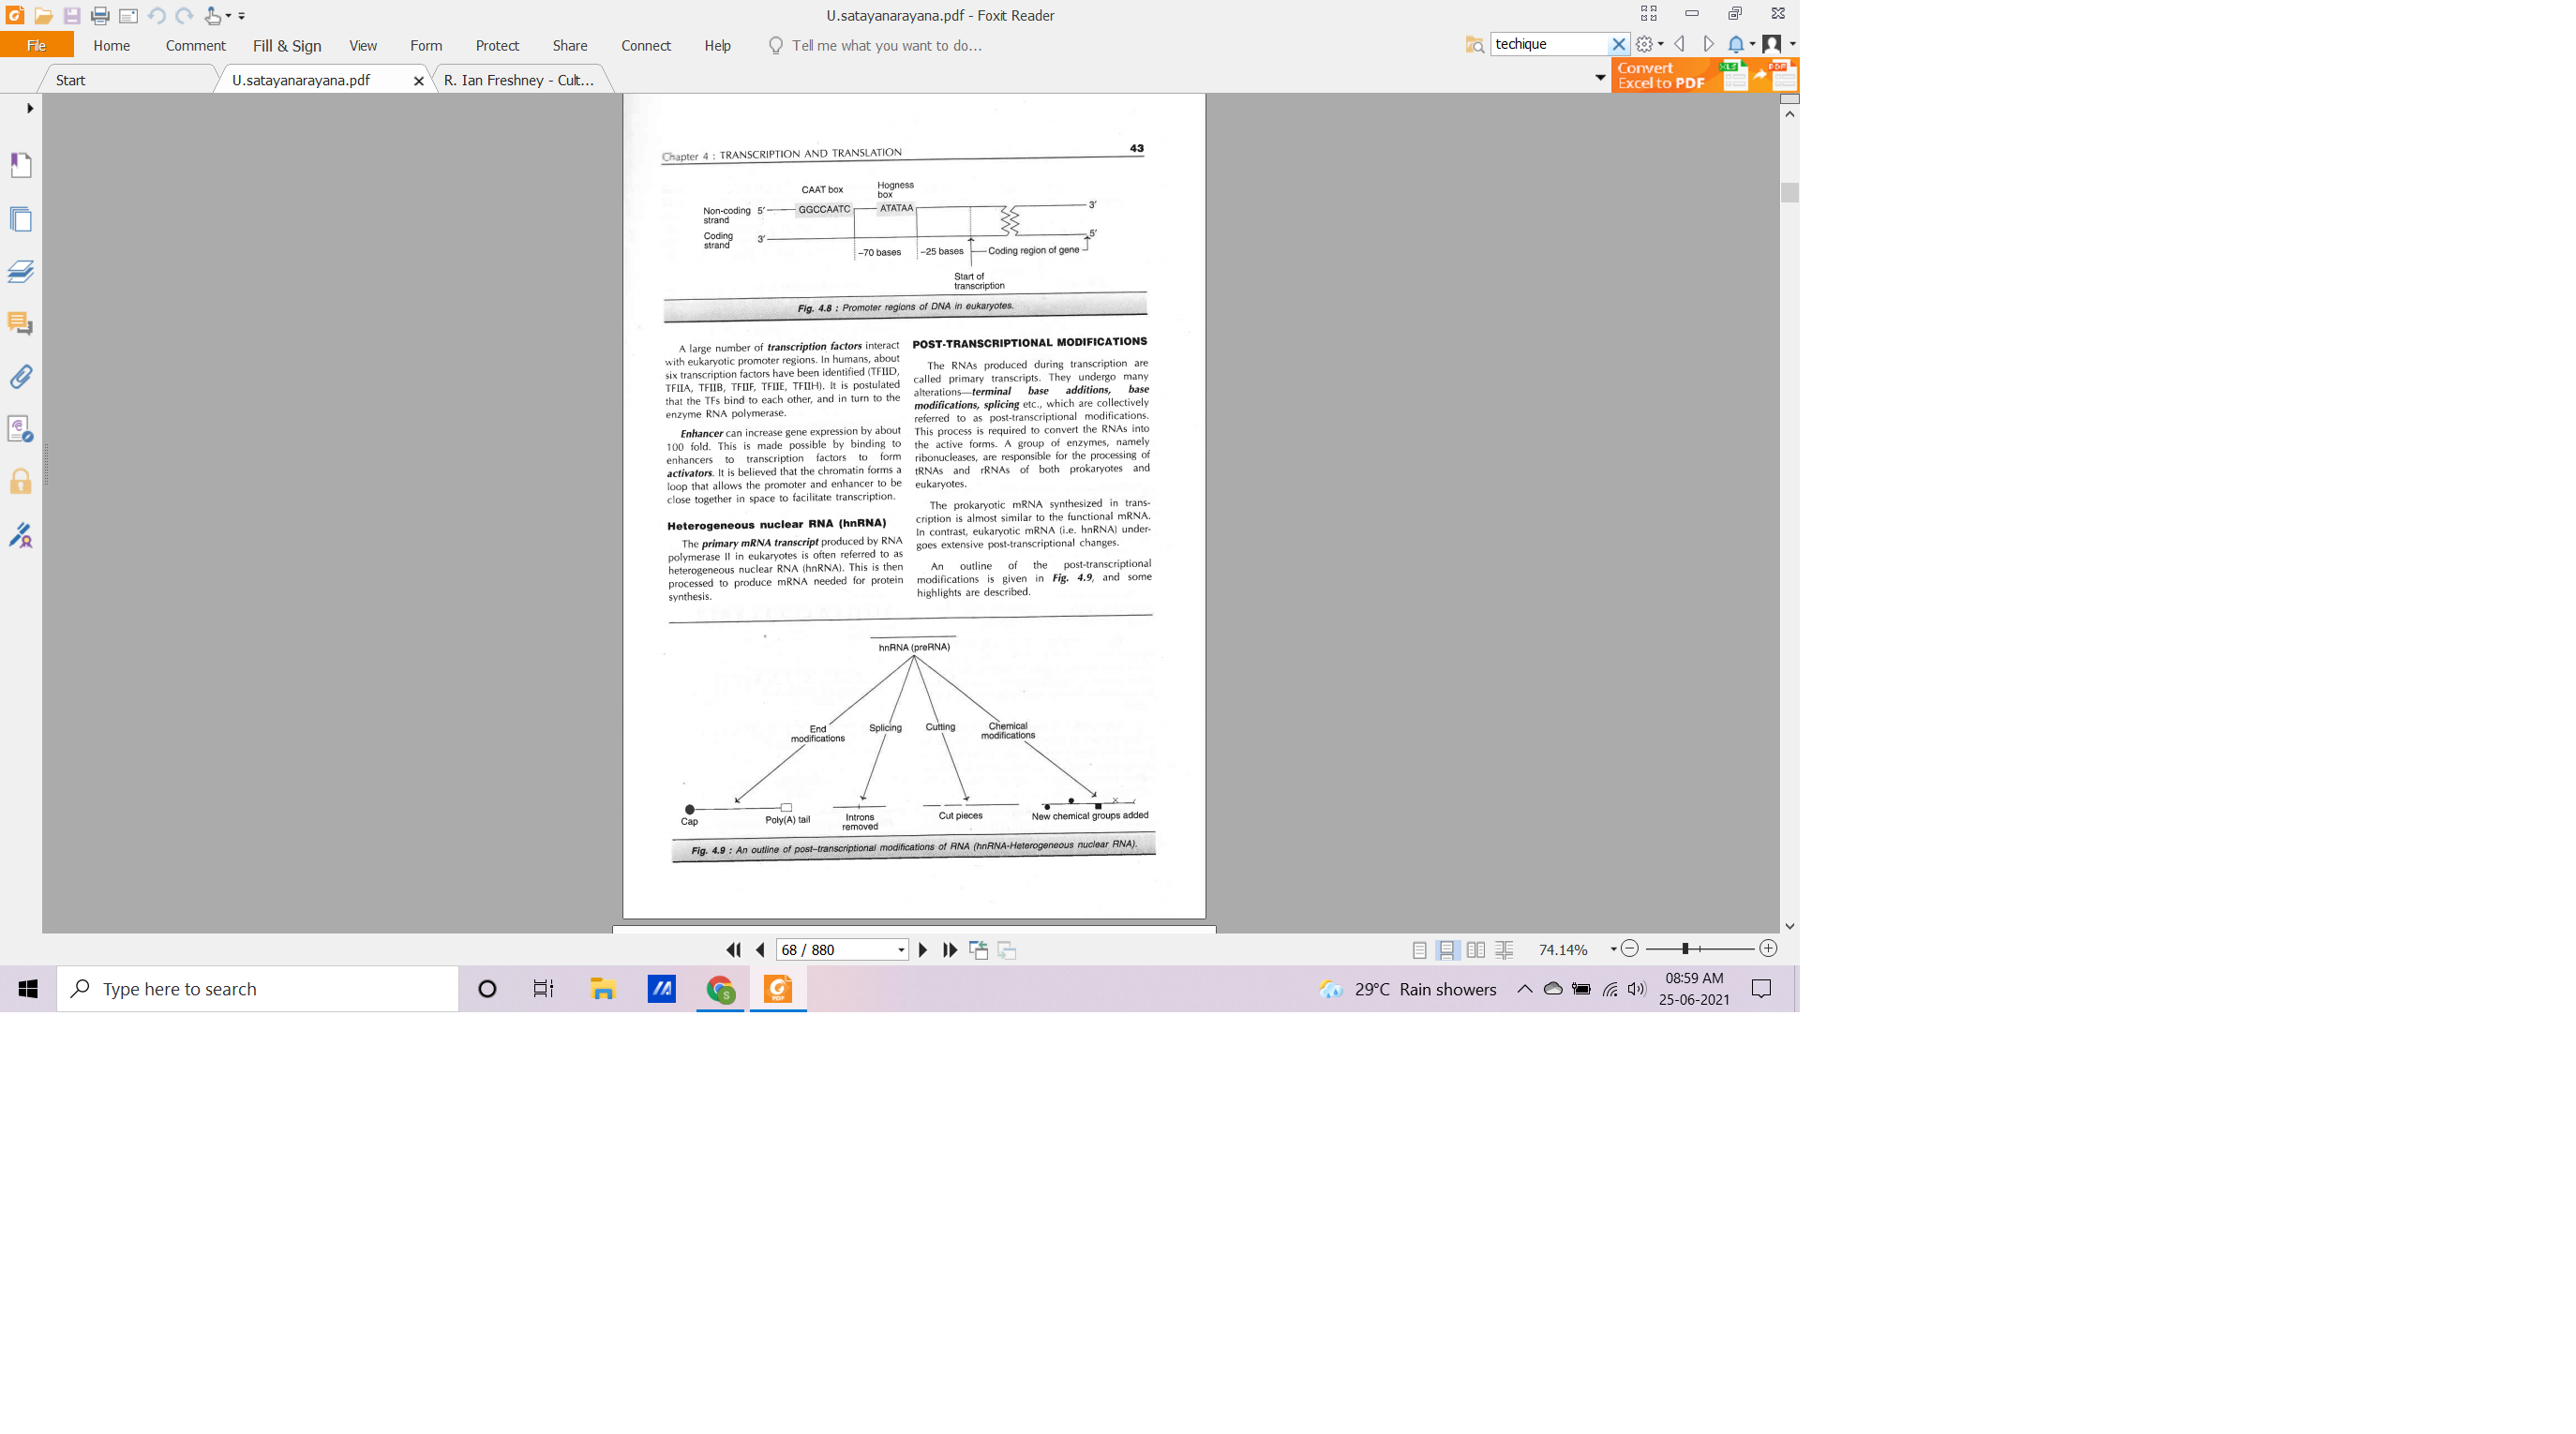 U.satayanarayana.pdf - Foxit Reader
File Home Comment Fill & Sign View Form Protect Share Connect Help Tell me what you want to do... techique
Start U.satayanarayana.pdf R. Ian Freshney - Cult...
Convert
Excel to PDF
XLS PDF
Chapter 4 : TRANSCRIPTION AND TRANSLATION 43
CAAT box
Hogness
box
Non-coding
strand
5′ GGCCAATC ATATAA 3′
Coding
strand
3′ 5′
–70 bases –25 bases Coding region of gene
Start of
transcription
Fig. 4.8 : Promoter regions of DNA in eukaryotes.
A large number of transcription factors interact
with eukaryotic promoter regions. In humans, about
six transcription factors have been identified (TFIID,
TFIIA, TFIIB, TFIIF, TFIIE, TFIIH). It is postulated
that the TFs bind to each other, and in turn to the
enzyme RNA polymerase.
Enhancer can increase gene expression by about
100 fold. This is made possible by binding to
enhancers to transcription factors to form
activators. It is believed that the chromatin forms a
loop that allows the promoter and enhancer to be
close together in space to facilitate transcription.
Heterogeneous nuclear RNA (hnRNA)
The primary mRNA transcript produced by RNA
polymerase II in eukaryotes is often referred to as
heterogeneous nuclear RNA (hnRNA). This is then
processed to produce mRNA needed for protein
synthesis.
POST-TRANSCRIPTIONAL MODIFICATIONS
The RNAs produced during transcription are
called primary transcripts. They undergo many
alterations—terminal base additions, base
modifications, splicing etc., which are collectively
referred to as post-transcriptional modifications.
This process is required to convert the RNAs into
the active forms. A group of enzymes, namely
ribonucleases, are responsible for the processing of
tRNAs and rRNAs of both prokaryotes and
eukaryotes.
The prokaryotic mRNA synthesized in trans-
cription is almost similar to the functional mRNA.
In contrast, eukaryotic mRNA (i.e. hnRNA) under-
goes extensive post-transcriptional changes.
An outline of the post-transcriptional
modifications is given in Fig. 4.9, and some
highlights are described.
hnRNA (preRNA)
End
modifications
Splicing
Cutting
Chemical
modifications
Cap
Poly(A) tail
Introns
removed
Cut pieces
New chemical groups added
Fig. 4.9 : An outline of post–transcriptional modifications of RNA (hnRNA-Heterogeneous nuclear RNA).
68 / 880 74.14%
Type here to search
S
PDF
29°C Rain showers
08:59 AM
25-06-2021